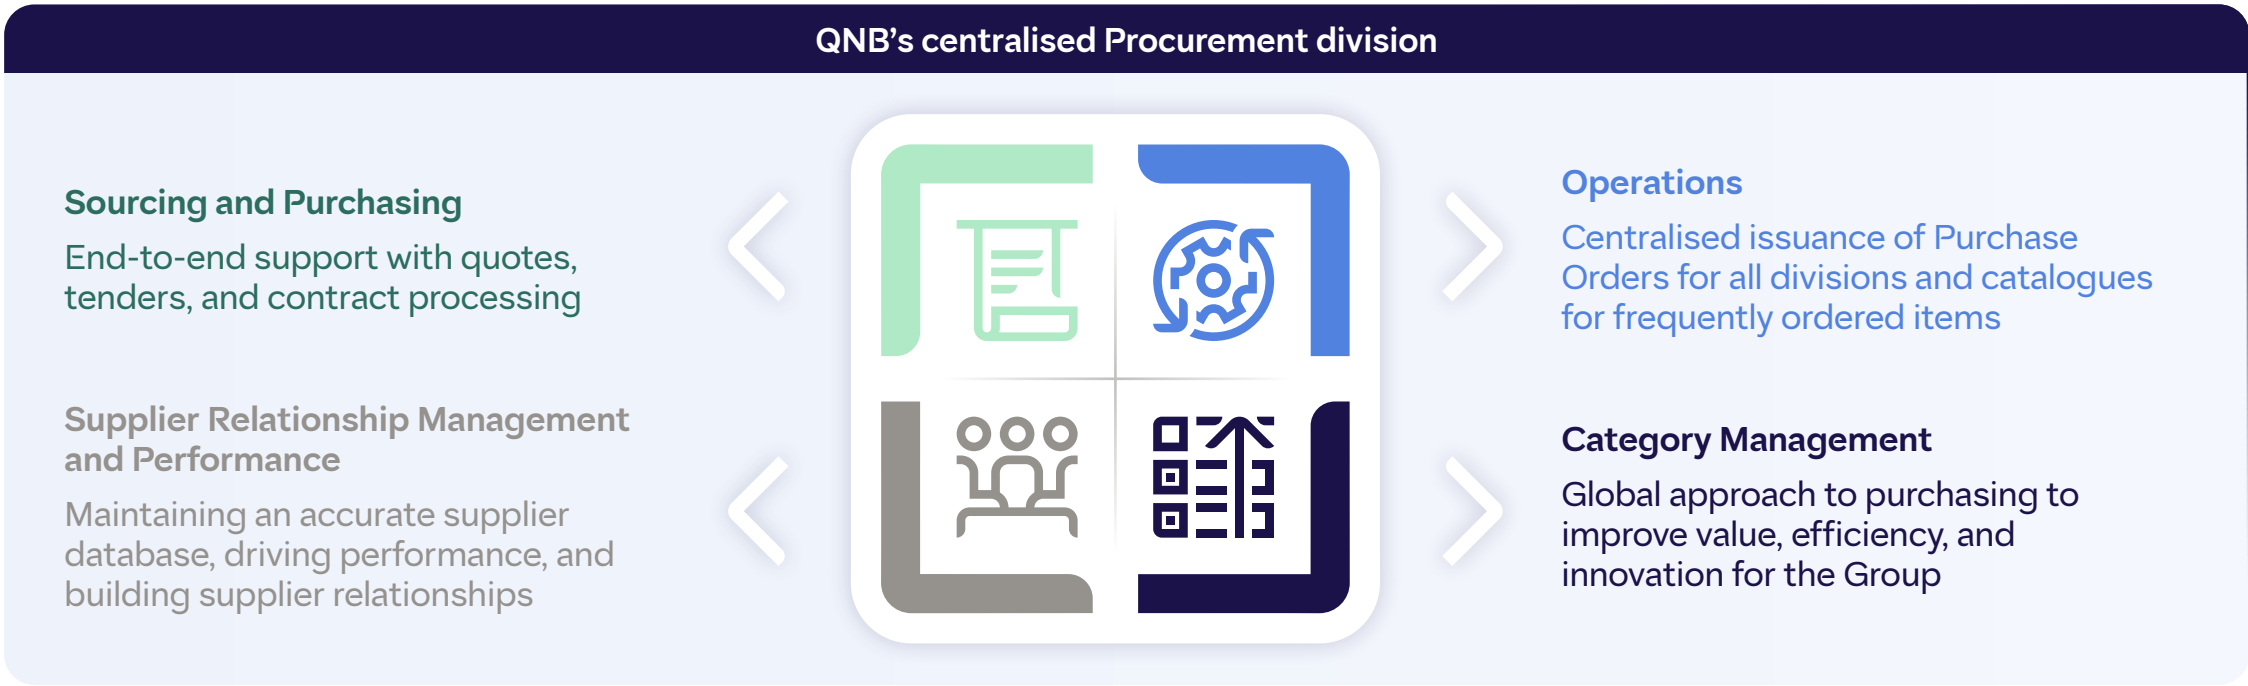 QNB’s centralised Procurement division
Sourcing and Purchasing
End-to-end support with quotes,
tenders, and contract processing
Supplier Relationship Management
and Performance
Maintaining an accurate supplier
database, driving performance, and
building supplier relationships
Operations
Centralised issuance of Purchase
Orders for all divisions and catalogues
for frequently ordered items
Category Management
Global approach to purchasing to
improve value, efficiency, and
innovation for the Group